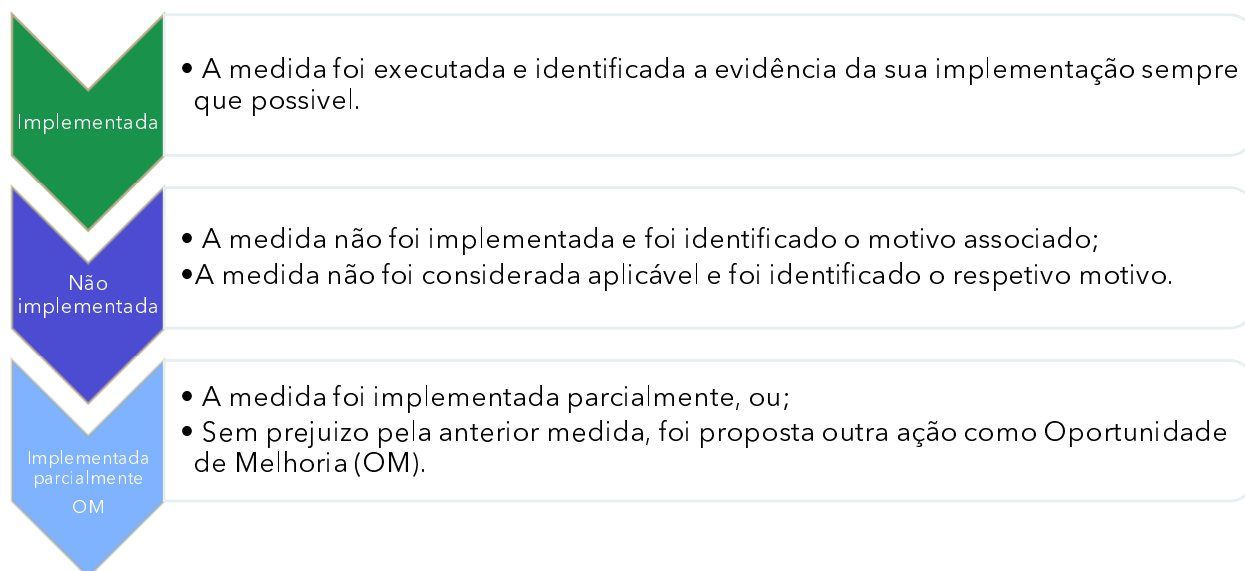 Implementada
• A medida foi executada e identificada a evidência da sua implementação sempre
que possivel.
Não
implementada
• A medida não foi implementada e foi identificado o motivo associado;
•A medida não foi considerada aplicável e foi identificado o respetivo motivo.
Implementada
parcialmente
OM
• A medida foi implementada parcialmente, ou;
• Sem prejuizo pela anterior medida, foi proposta outra ação como Oportunidade
de Melhoria (OM).